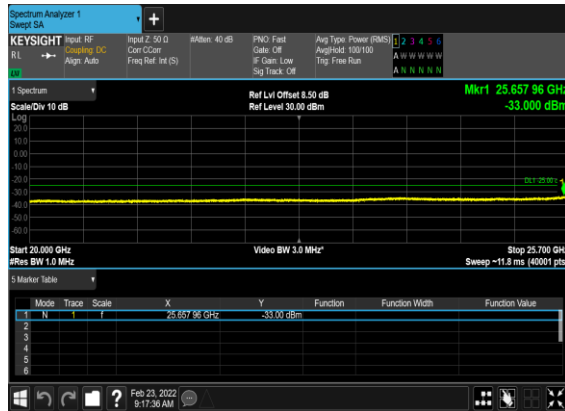 Spectrum Analyzer 1
Swept SA
+
KEYSIGHT Input: RF Input Z: 50 Ω #Atten: 40 dB PNO: Fast Avg Type: Power (RMS) 1 2 3 4 5 6
RL Coupling: DC Corr CCorr Gate: Off Avg|Hold: 100/100 A W W W W W
Align: Auto Freq Ref: Int (S) IF Gain: Low Trig: Free Run
LU Sig Track: Off A N N N N N
1 Spectrum Ref Lvl Offset 8.50 dB Mkr1 25.657 96 GHz
Scale/Div 10 dB Ref Level 30.00 dBm -33.000 dBm
Log
20.0
10.0
0.00
-10.0
-20.0
DL1 -25.00
-30.0
-40.0
-50.0
-60.0
Start 20.000 GHz Video BW 3.0 MHz* Stop 25.700 GHz
#Res BW 1.0 MHz Sweep ~11.8 ms (40001 pts)
5 Marker Table
Mode Trace Scale X Y Function Function Width Function Value
1 N 1 f 25.657 96 GHz -33.00 dBm
2
3
4
5
6
? Feb 23, 2022
9:17:36 AM